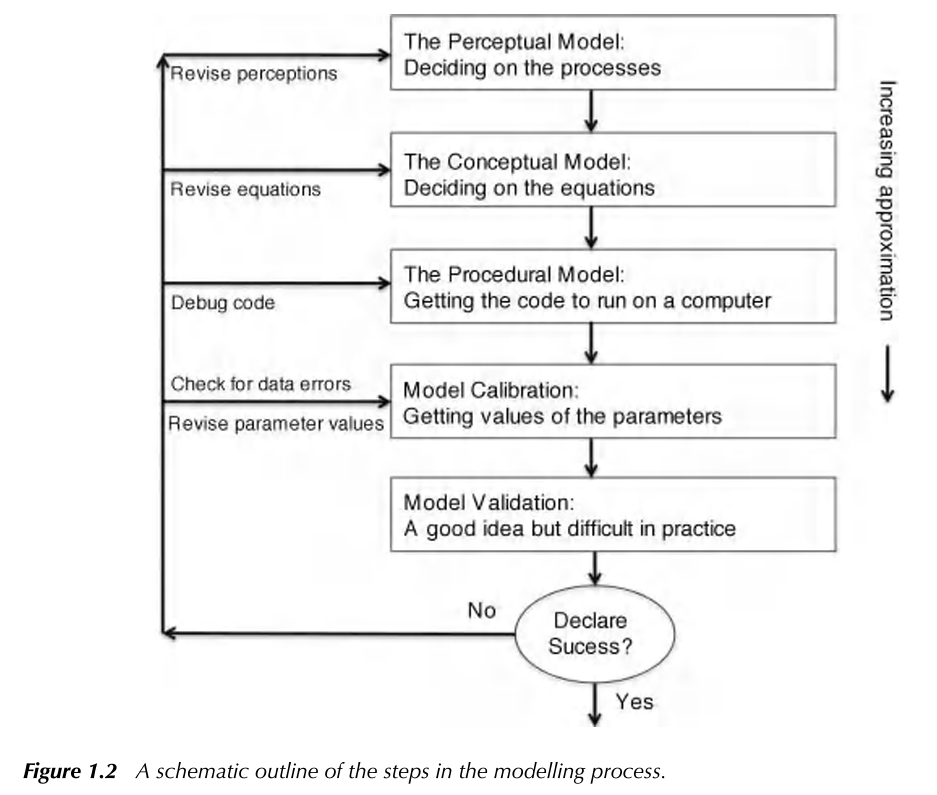 The Perceptual Model:
Deciding on the processes
Revise perceptions
The Conceptual Model:
Deciding on the equations
Revise equations
The Procedural Model:
Getting the code to run on a computer
Debug code
Check for data errors
Revise parameter values
Model Calibration:
Getting values of the parameters
Model Validation:
A good idea but difficult in practice
Declare
Sucess?
No
Yes
Increasing approximation
Figure 1.2 A schematic outline of the steps in the modelling process.